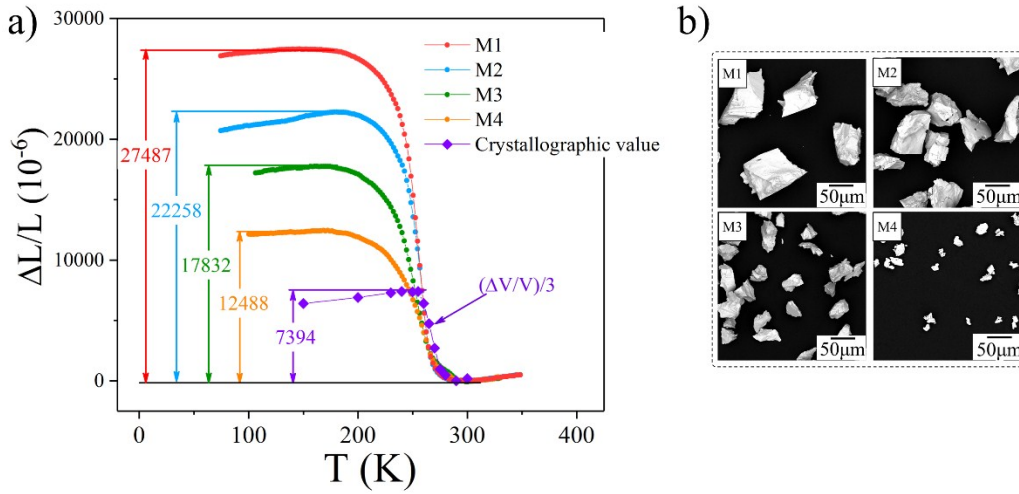 a)
30000
20000
10000
0
ΔL/L (10⁻⁶)
0
100
200
300
400
T (K)
27487
22258
17832
12488
7394
(ΔV/V)/3
M1
M2
M3
M4
Crystallographic value
b)
M1
50μm
M2
50μm
M3
50μm
M4
50μm